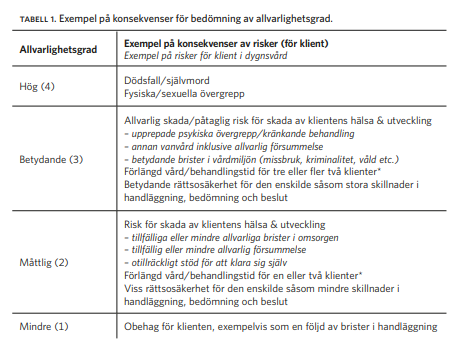 TABELL 1. Exempel på konsekvenser för bedömning av allvarlighetsgrad.
Allvarlighetsgrad
Exempel på konsekvenser av risker (för klient)
Exempel på risker för klient i dygnsvård
Hög (4)
Dödsfall/självmord
Fysiska/sexuella övergrepp
Betydande (3)
Allvarlig skada/påtaglig risk för skada av klientens hälsa & utveckling
– upprepade psykiska övergrepp/kränkande behandling
– annan vanvård inklusive allvarlig försummelse
– betydande brister i vårdmiljön (missbruk, kriminalitet, våld etc.)
Förlängd vård/behandlingstid för tre eller fler två klienter*
Betydande rättsosäkerhet för den enskilde såsom stora skillnader i
handläggning, bedömning och beslut
Måttlig (2)
Risk för skada av klientens hälsa & utveckling
– tillfälliga eller mindre allvarliga brister i omsorgen
– tillfällig eller mindre allvarlig försummelse
– otillräckligt stöd för att klara sig själv
Förlängd vård/behandlingstid för en eller två klienter*
Viss rättsosäkerhet för den enskilde såsom mindre skillnader i
handläggning, bedömning och beslut
Mindre (1)
Obehag för klienten, exempelvis som en följd av brister i handläggning